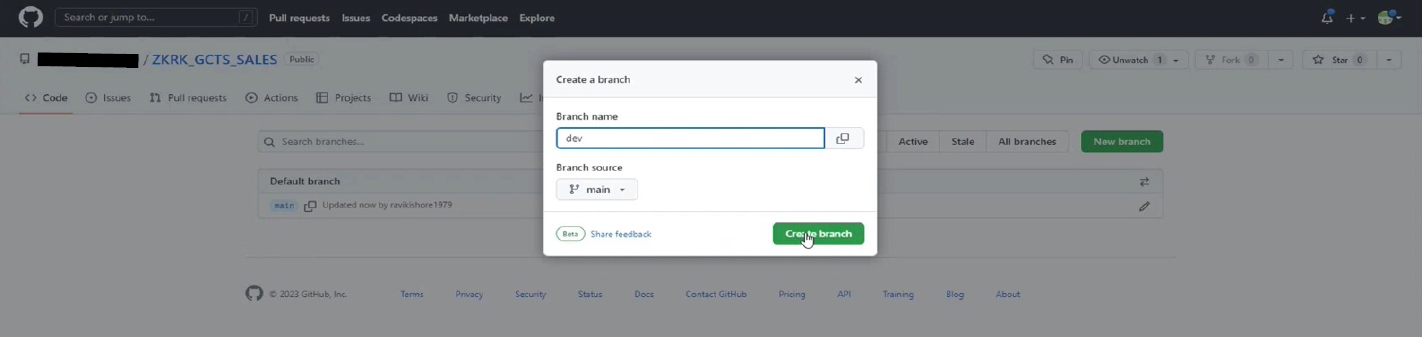 Search or jump to... / Pull requests Issues Codespaces Marketplace Explore
/ ZKRK_GCTS_SALES Public Pin Unwatch 1 Fork 0 Star 0
Code Issues Pull requests Actions Projects Wiki Security
Create a branch
Branch name
dev
Branch source
main
Beta Share feedback Create branch
Search branches... Active Stale All branches New branch
Default branch
main Updated now by ravikishore1979
© 2023 GitHub, Inc. Terms Privacy Security Status Docs Contact GitHub Pricing API Training Blog About